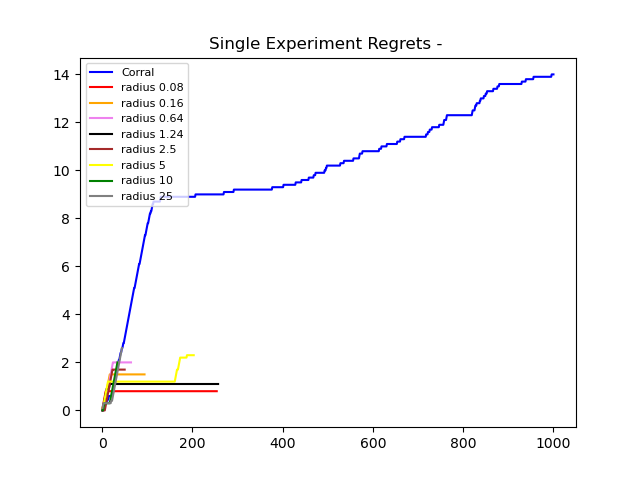 Single Experiment Regrets -
14
12
10
8
6
4
2
0
Corral
radius 0.08
radius 0.16
radius 0.64
radius 1.24
radius 2.5
radius 5
radius 10
radius 25
0 200 400 600 800 1000